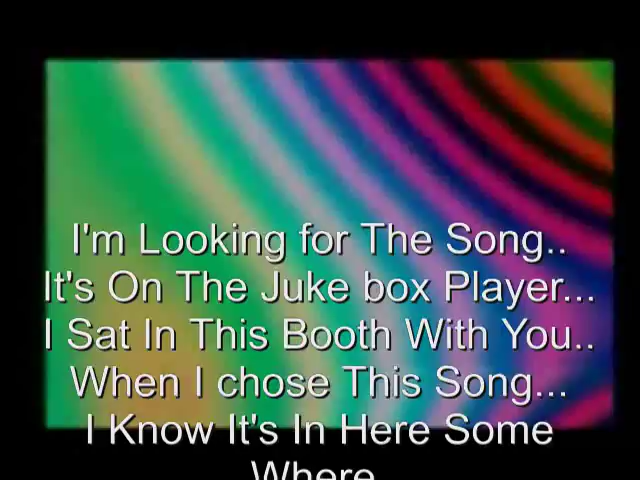 I'm Looking for The Song..
It's On The Juke box Player...
I Sat In This Booth With You..
When I chose This Song...
I Know It's In Here Some
Where